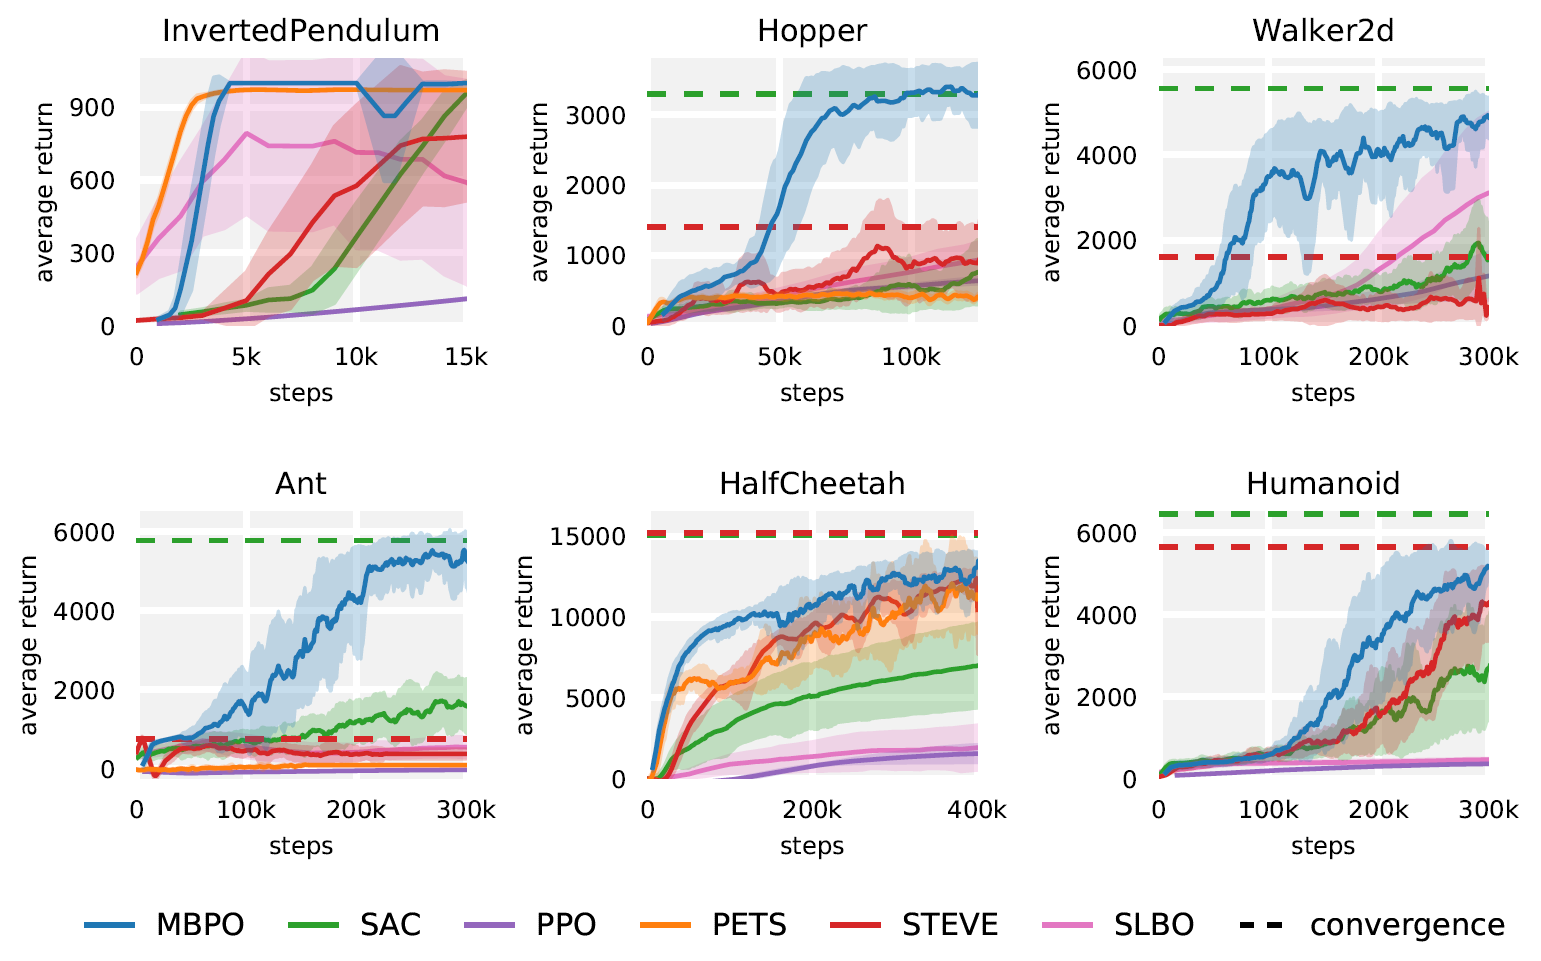 InvertedPendulum Hopper Walker2d
average return average return average return
900 600 300 0
3000 2000 1000 0
6000 4000 2000 0
0 5k 10k 15k 0 50k 100k 0 100k 200k 300k
steps steps steps
Ant HalfCheetah Humanoid
average return average return average return
6000 4000 2000 0
15000 10000 5000 0
6000 4000 2000 0
0 100k 200k 300k 0 200k 400k 0 100k 200k 300k
steps steps steps
MBPO SAC PPO PETS STEVE SLBO convergence